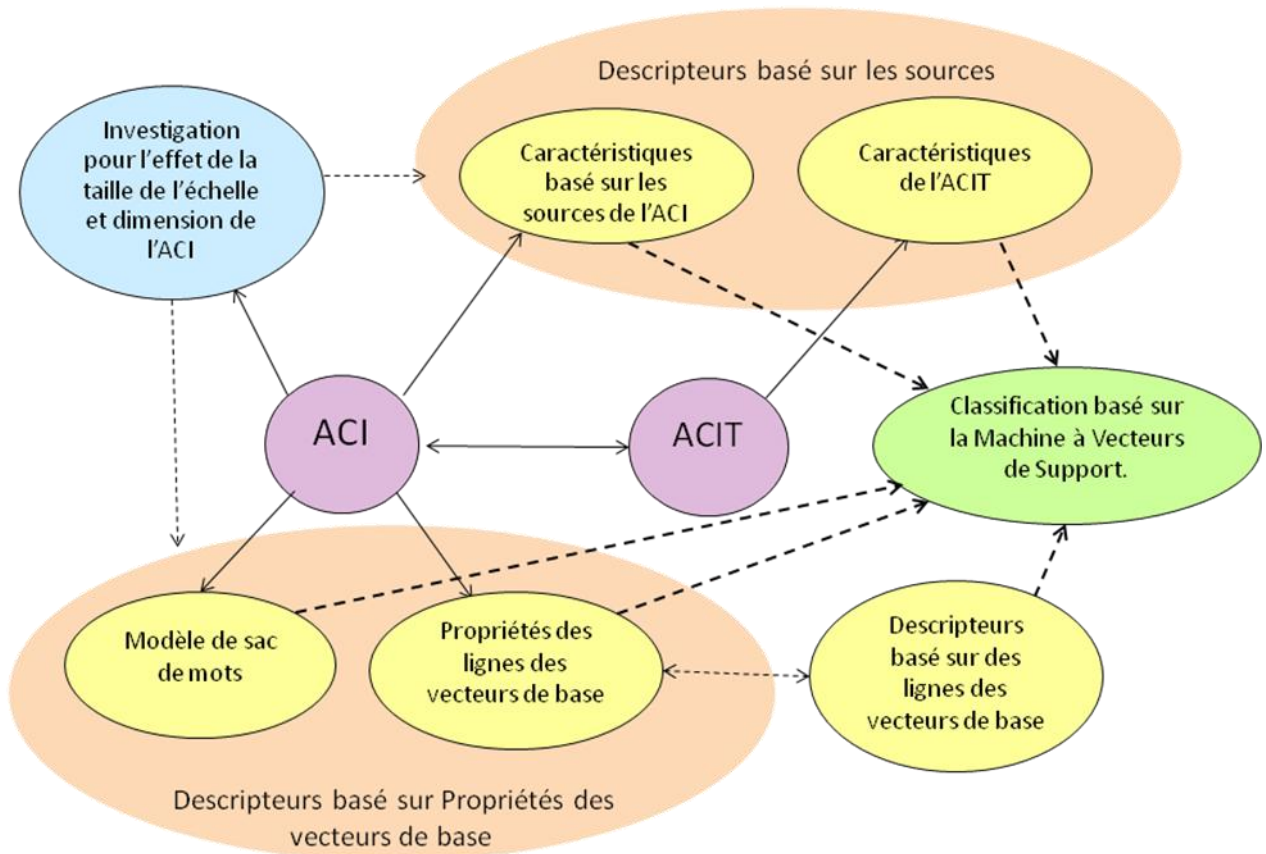 Descripteurs basé sur les sources
Investigation
pour l'effet de la
taille de l'échelle
et dimension de
l'ACI
Caractéristiques
basé sur les
sources de l'ACI
Caractéristiques
de l'ACIT
ACI
ACIT
Classification basé sur
la Machine à Vecteurs
de Support.
Modèle de sac
de mots
Propriétés des
lignes des
vecteurs de base
Descripteurs
basé sur des
lignes des
vecteurs de base
Descripteurs basé sur Propriétés des
vecteurs de base